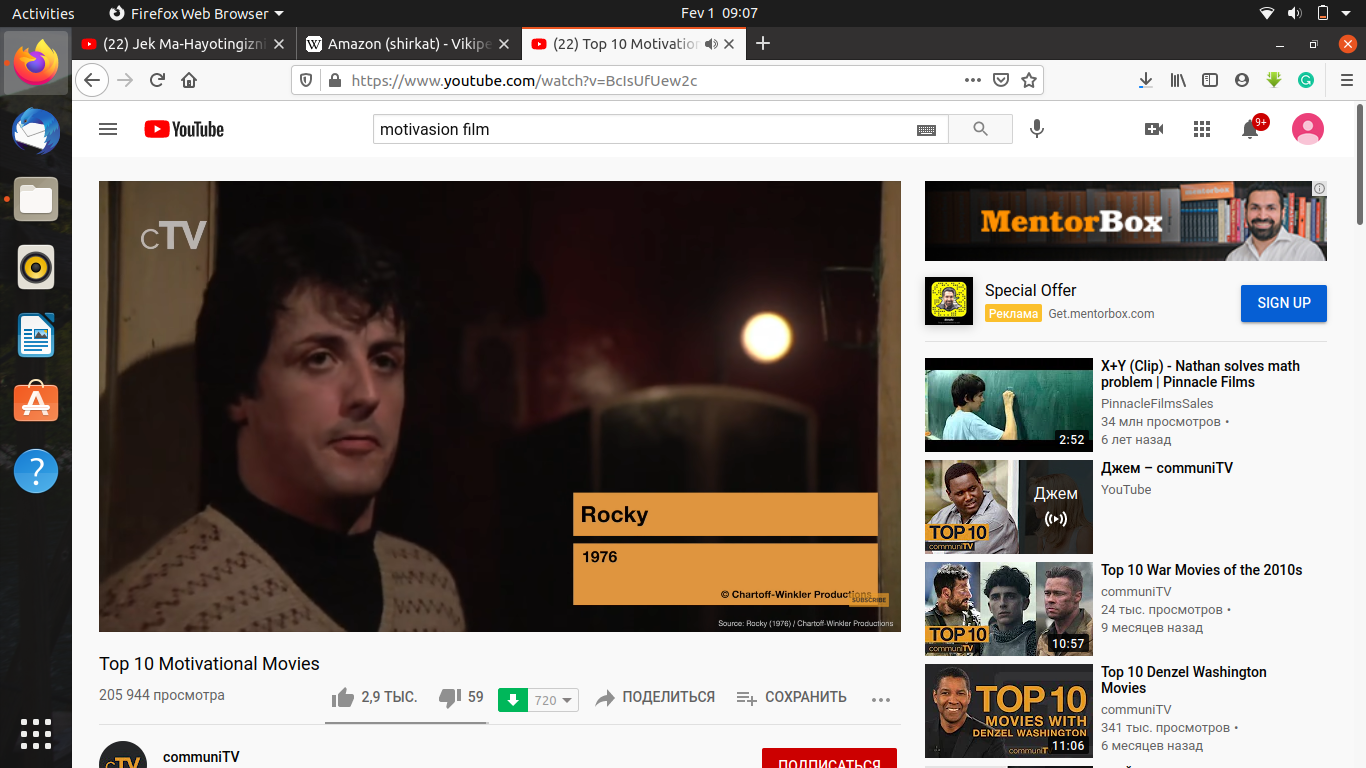 Activities
Firefox Web Browser
Fev 1 09:07
(22) Jek Ma-Hayotingizni
Amazon (shirkat) - Vikipe
(22) Top 10 Motivation
https://www.youtube.com/watch?v=BcIsUfUew2c
YouTube
motivasion film
9+
cTV
Rocky
1976
© Chartoff-Winkler Productions
SUBSCRIBE
Source: Rocky (1976) / Chartoff-Winkler Productions
Top 10 Motivational Movies
205 944 просмотра
2,9 ТЫС.
59
720
ПОДЕЛИТЬСЯ
СОХРАНИТЬ
cTV
communiTV
ПОДПИСАТЬСЯ
mentorbox
MentorBox
Special Offer
Реклама Get.mentorbox.com
SIGN UP
2:52
X+Y (Clip) - Nathan solves math
problem | Pinnacle Films
PinnacleFilmsSales
34 млн просмотров •
6 лет назад
Джем
TOP 10
communiTV
Джем – communiTV
YouTube
TOP 10
communiTV
10:57
Top 10 War Movies of the 2010s
communiTV
24 тыс. просмотров •
9 месяцев назад
TOP 10
MOVIES WITH
DENZEL WASHINGTON
communiT
11:06
Top 10 Denzel Washington
Movies
communiTV
341 тыс. просмотров •
6 месяцев назад